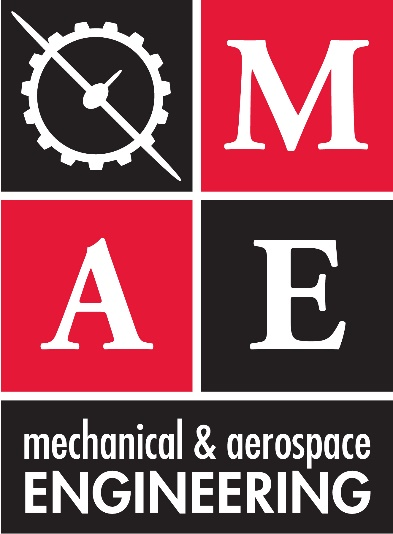 M
A E
mechanical & aerospace
ENGINEERING